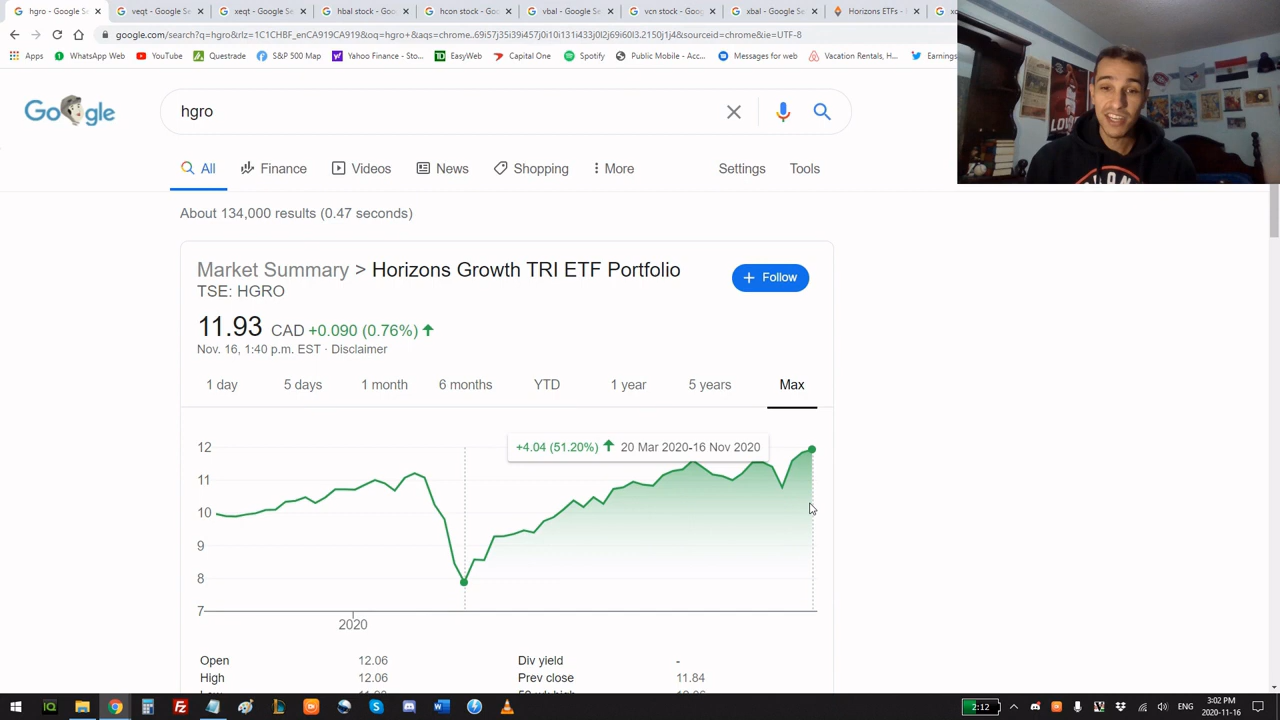 hgro - Google Se
veqt - Google Se
xeqt - Google Se
hbal stock - Goo
hcon stock - Goo
vbal - Google Se
vcn stock - Goog
xbal - Google Se
Horizons ETFs -
google.com/search?q=hgro&rlz=1C1CHBF_enCA919CA919&oq=hgro+&aqs=chrome..69i57j35i39i457j0i10i131i433j0l2j69i60l3.2150j1j4&sourceid=chrome&ie=UTF-8
Apps
WhatsApp Web
YouTube
Questrade
S&P 500 Map
Yahoo Finance - Sto...
EasyWeb
Capital One
Spotify
Public Mobile - Acc...
Messages for web
Vacation Rentals, H...
Earnings
Google
hgro
All
Finance
Videos
News
Shopping
More
Settings
Tools
About 134,000 results (0.47 seconds)
Market Summary > Horizons Growth TRI ETF Portfolio
TSE: HGRO
+ Follow
11.93 CAD +0.090 (0.76%)
Nov. 16, 1:40 p.m. EST · Disclaimer
1 day
5 days
1 month
6 months
YTD
1 year
5 years
Max
+4.04 (51.20%) 20 Mar 2020-16 Nov 2020
12
11
10
9
8
7
2020
Open 12.06 Div yield -
High 12.06 Prev close 11.84
2:12
ENG
3:02 PM
2020-11-16